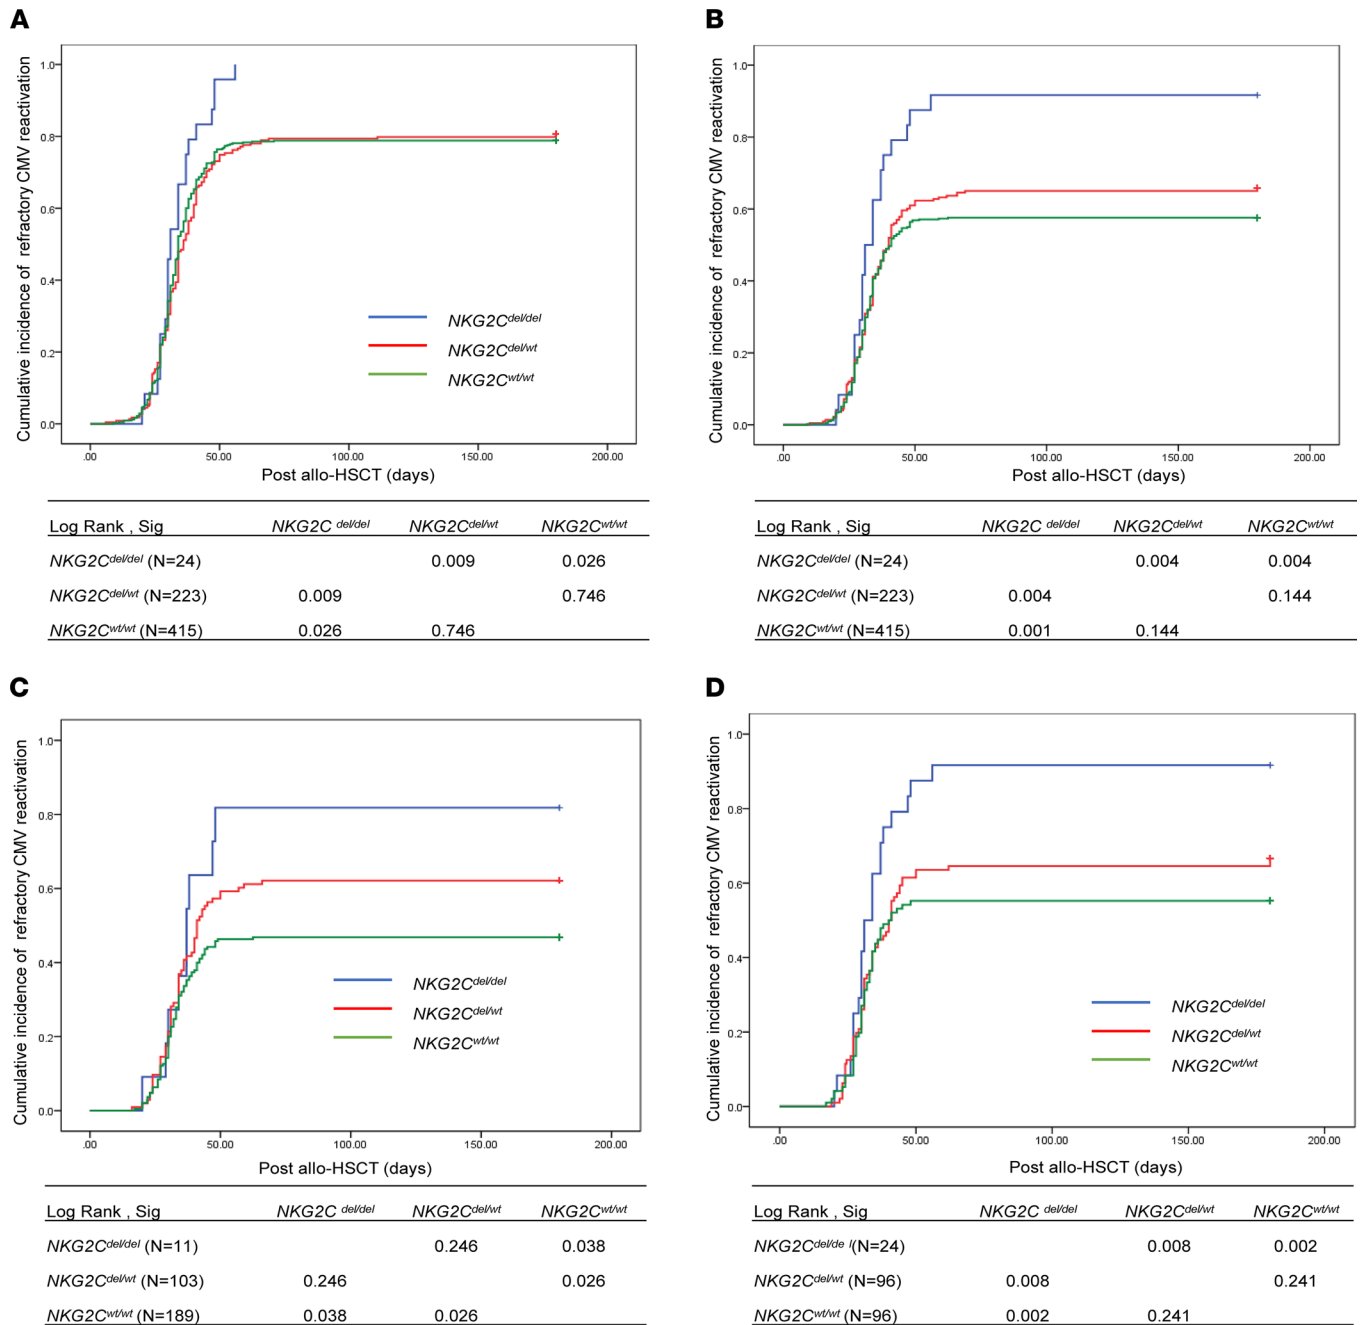 A
Cumulative incidence of refractory CMV reactivation
1.0
0.8
0.6
0.4
0.2
0.0
.00 50.00 100.00 150.00 200.00
Post allo-HSCT (days)
NKG2Cdel/del
NKG2Cdel/wt
NKG2Cwt/wt
Log Rank , Sig NKG2C del/del NKG2Cdel/wt NKG2Cwt/wt
NKG2Cdel/del (N=24) 0.009 0.026
NKG2Cdel/wt (N=223) 0.009 0.746
NKG2Cwt/wt (N=415) 0.026 0.746
B
Cumulative incidence of refractory CMV reactivation
1.0
0.8
0.6
0.4
0.2
0.0
.00 50.00 100.00 150.00 200.00
Post allo-HSCT (days)
Log Rank , Sig NKG2C del/del NKG2Cdel/wt NKG2Cwt/wt
NKG2Cdel/del (N=24) 0.004 0.004
NKG2Cdel/wt (N=223) 0.004 0.144
NKG2Cwt/wt (N=415) 0.001 0.144
C
Cumulative incidence of refractory CMV reactivation
1.0
0.8
0.6
0.4
0.2
0.0
.00 50.00 100.00 150.00 200.00
Post allo-HSCT (days)
NKG2Cdel/del
NKG2Cdel/wt
NKG2Cwt/wt
Log Rank , Sig NKG2C del/del NKG2Cdel/wt NKG2Cwt/wt
NKG2Cdel/del (N=11) 0.246 0.038
NKG2Cdel/wt (N=103) 0.246 0.026
NKG2Cwt/wt (N=189) 0.038 0.026
D
Cumulative incidence of refractory CMV reactivation
1.0
0.8
0.6
0.4
0.2
0.0
.00 50.00 100.00 150.00 200.00
Post allo-HSCT (days)
NKG2Cdel/del
NKG2Cdel/wt
NKG2Cwt/wt
Log Rank , Sig NKG2C del/del NKG2Cdel/wt NKG2Cwt/wt
NKG2Cdel/de l(N=24) 0.008 0.002
NKG2Cdel/wt (N=96) 0.008 0.241
NKG2Cwt/wt (N=96) 0.002 0.241